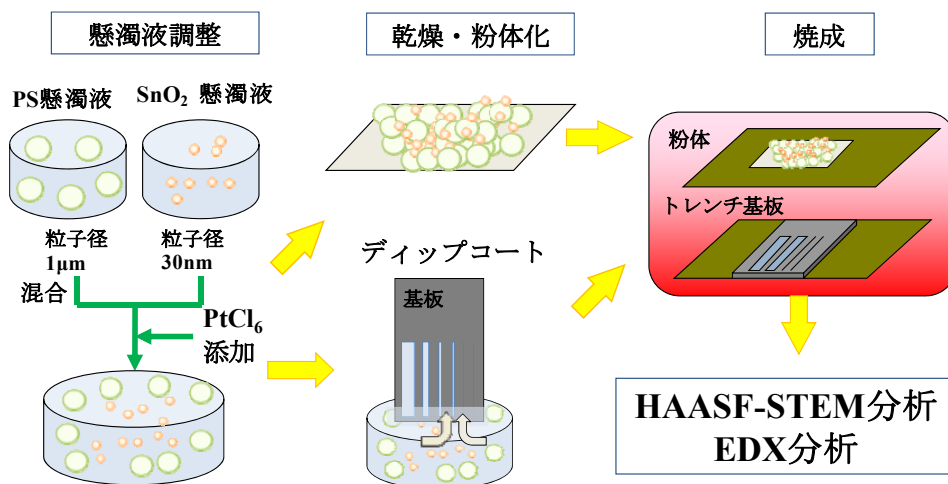 懸濁液調整
PS懸濁液
SnO₂ 懸濁液
粒子径
1μm
粒子径
30nm
混合
PtCl₆
添加
乾燥・粉体化
ディップコート
基板
焼成
粉体
トレンチ基板
HAASF-STEM分析
EDX分析